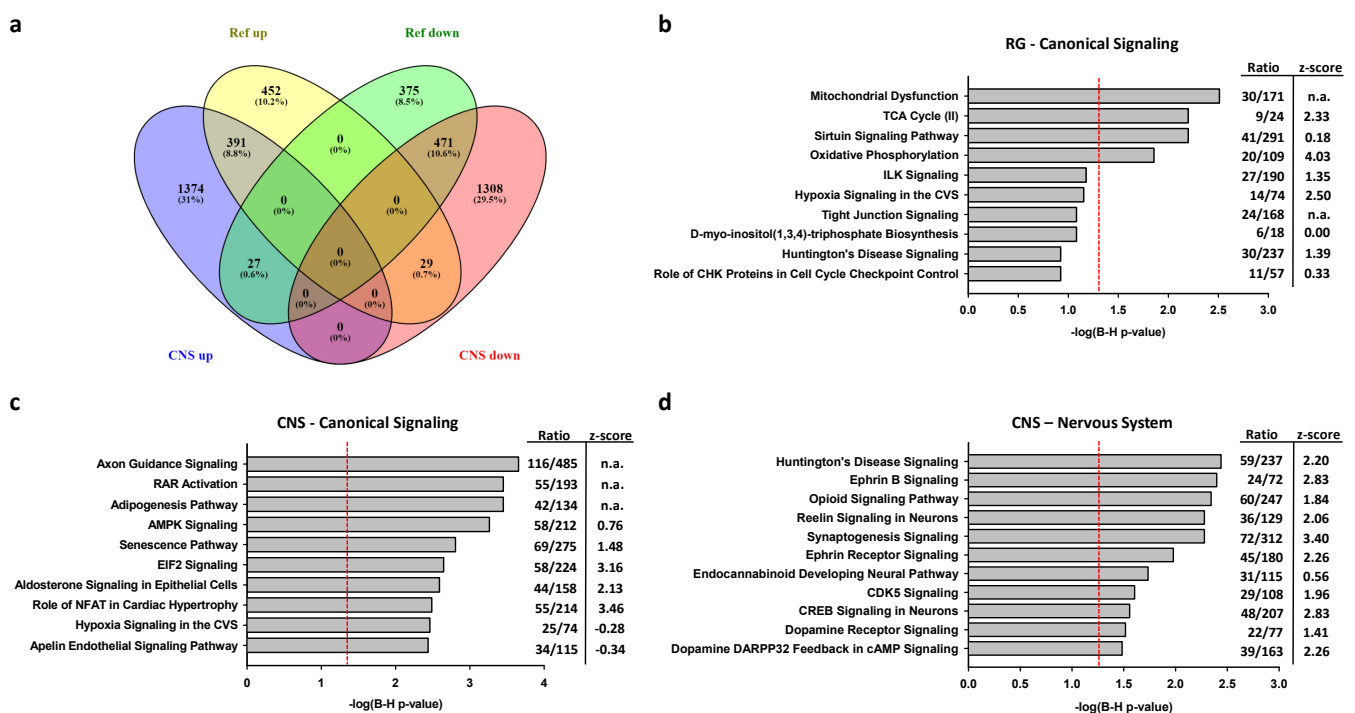 a
Ref up
Ref down
452
(10.2%)
375
(8.5%)
0
(0%)
391
(8.8%)
471
(10.6%)
1374
(31%)
1308
(29.5%)
0
(0%)
0
(0%)
0
(0%)
27
(0.6%)
29
(0.7%)
0
(0%)
0
(0%)
0
(0%)
CNS up
CNS down
b
RG - Canonical Signaling
Ratio z-score
Mitochondrial Dysfunction 30/171 n.a.
TCA Cycle (II) 9/24 2.33
Sirtuin Signaling Pathway 41/291 0.18
Oxidative Phosphorylation 20/109 4.03
ILK Signaling 27/190 1.35
Hypoxia Signaling in the CVS 14/74 2.50
Tight Junction Signaling 24/168 n.a.
D-myo-inositol(1,3,4)-triphosphate Biosynthesis 6/18 0.00
Huntington's Disease Signaling 30/237 1.39
Role of CHK Proteins in Cell Cycle Checkpoint Control 11/57 0.33
0.0 0.5 1.0 1.5 2.0 2.5 3.0
-log(B-H p-value)
c
CNS - Canonical Signaling
Ratio z-score
Axon Guidance Signaling 116/485 n.a.
RAR Activation 55/193 n.a.
Adipogenesis Pathway 42/134 n.a.
AMPK Signaling 58/212 0.76
Senescence Pathway 69/275 1.48
EIF2 Signaling 58/224 3.16
Aldosterone Signaling in Epithelial Cells 44/158 2.13
Role of NFAT in Cardiac Hypertrophy 55/214 3.46
Hypoxia Signaling in the CVS 25/74 -0.28
Apelin Endothelial Signaling Pathway 34/115 -0.34
0 1 2 3 4
-log(B-H p-value)
d
CNS – Nervous System
Ratio z-score
Huntington's Disease Signaling 59/237 2.20
Ephrin B Signaling 24/72 2.83
Opioid Signaling Pathway 60/247 1.84
Reelin Signaling in Neurons 36/129 2.06
Synaptogenesis Signaling 72/312 3.40
Ephrin Receptor Signaling 45/180 2.26
Endocannabinoid Developing Neural Pathway 31/115 0.56
CDK5 Signaling 29/108 1.96
CREB Signaling in Neurons 48/207 2.83
Dopamine Receptor Signaling 22/77 1.41
Dopamine DARPP32 Feedback in cAMP Signaling 39/163 2.26
0.0 0.5 1.0 1.5 2.0 2.5 3.0
-log(B-H p-value)